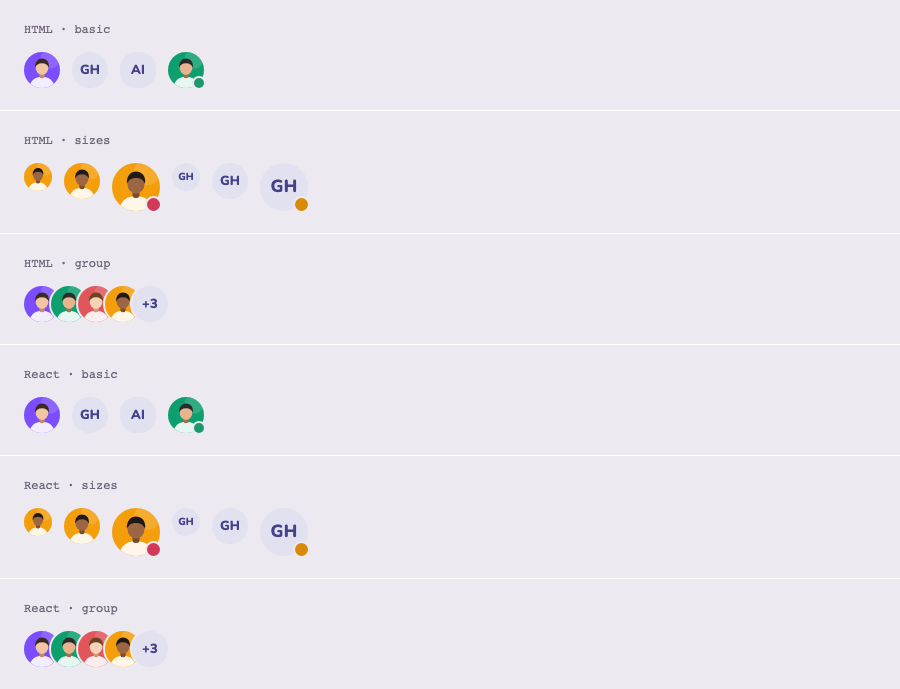 HTML · basic
GH AI
HTML · sizes
GH GH GH
HTML · group
+3
React · basic
GH AI
React · sizes
GH GH GH
React · group
+3